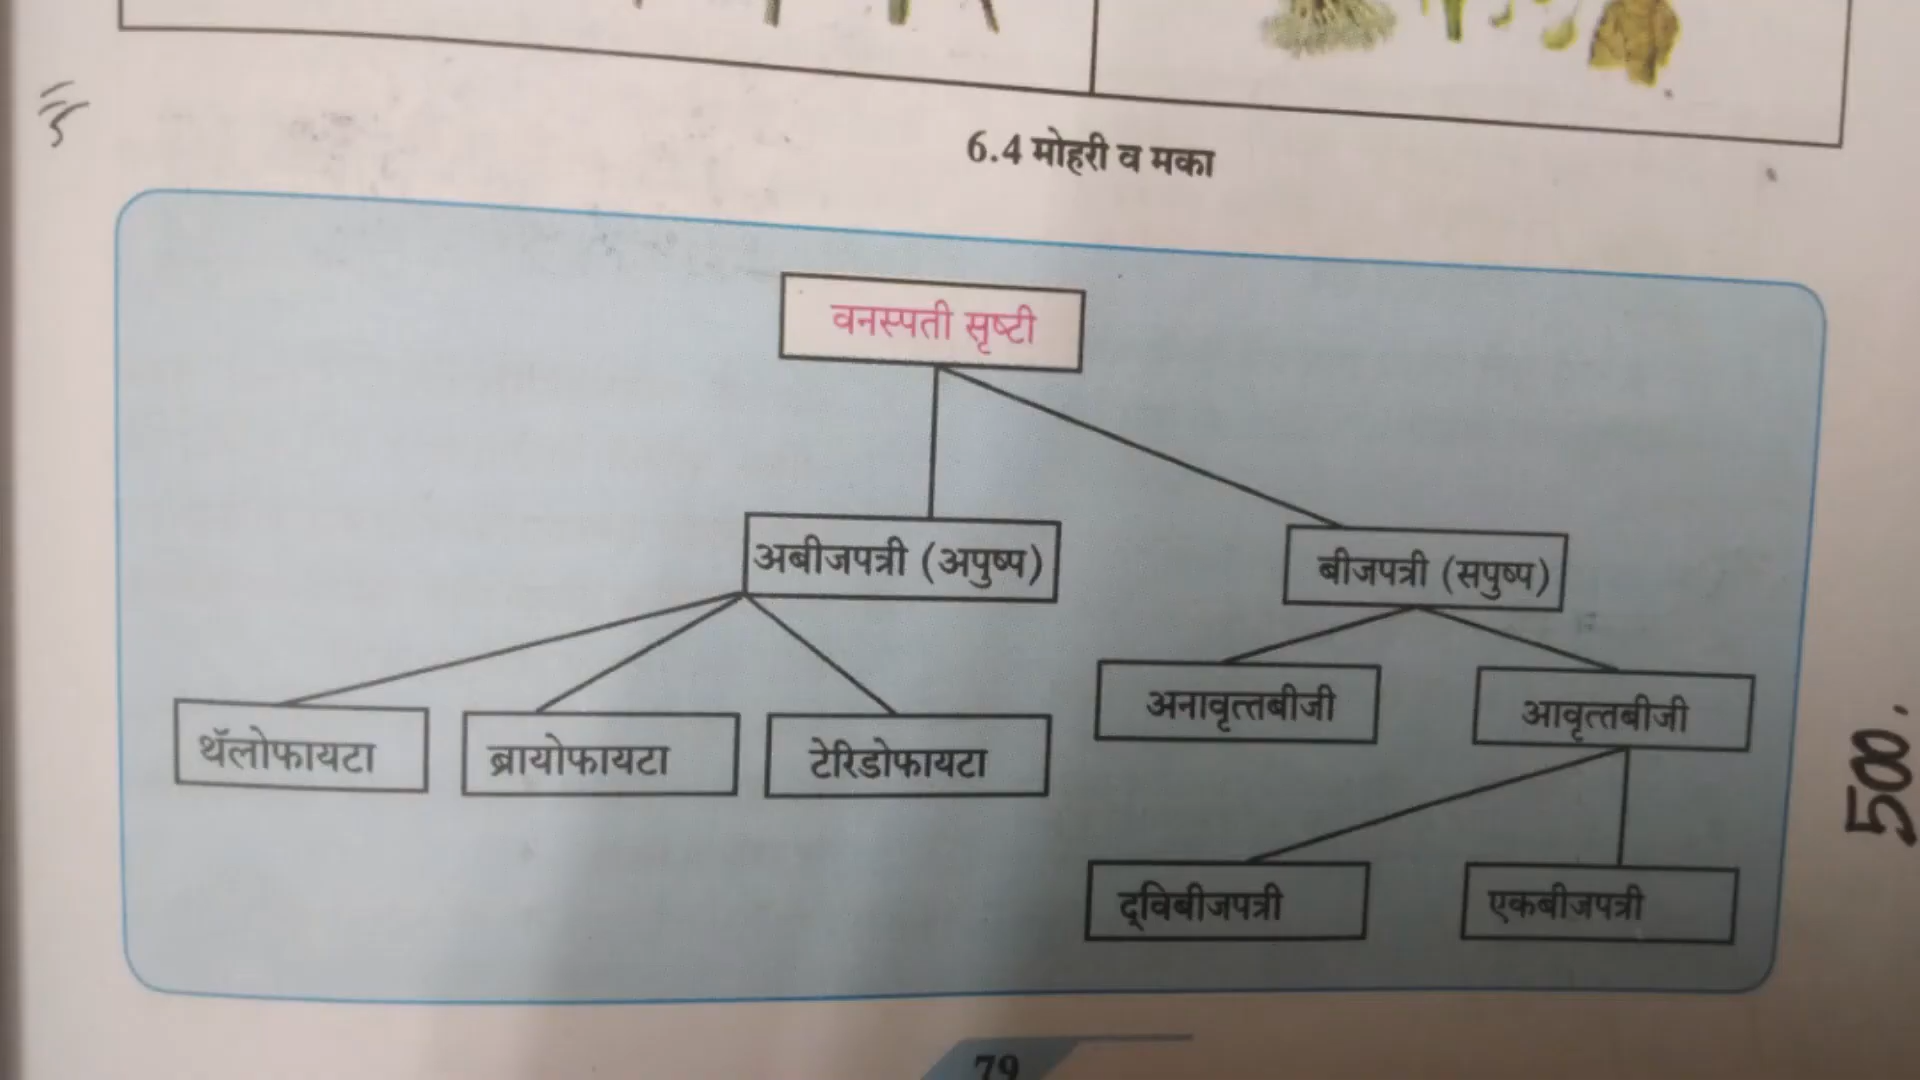 6.4 मोहरी व मका
वनस्पती सृष्टी
अबीजपत्री (अपुष्प)
बीजपत्री (सपुष्प)
थॅलोफायटा
ब्रायोफायटा
टेरिडोफायटा
अनावृत्तबीजी
आवृत्तबीजी
द्विबीजपत्री
एकबीजपत्री
500.
79